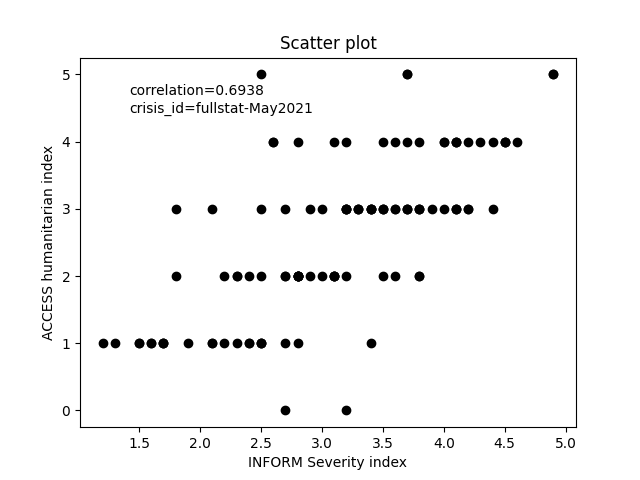 Scatter plot
correlation=0.6938
crisis_id=fullstat-May2021
ACCESS humanitarian index
5
4
3
2
1
0
1.5 2.0 2.5 3.0 3.5 4.0 4.5 5.0
INFORM Severity index